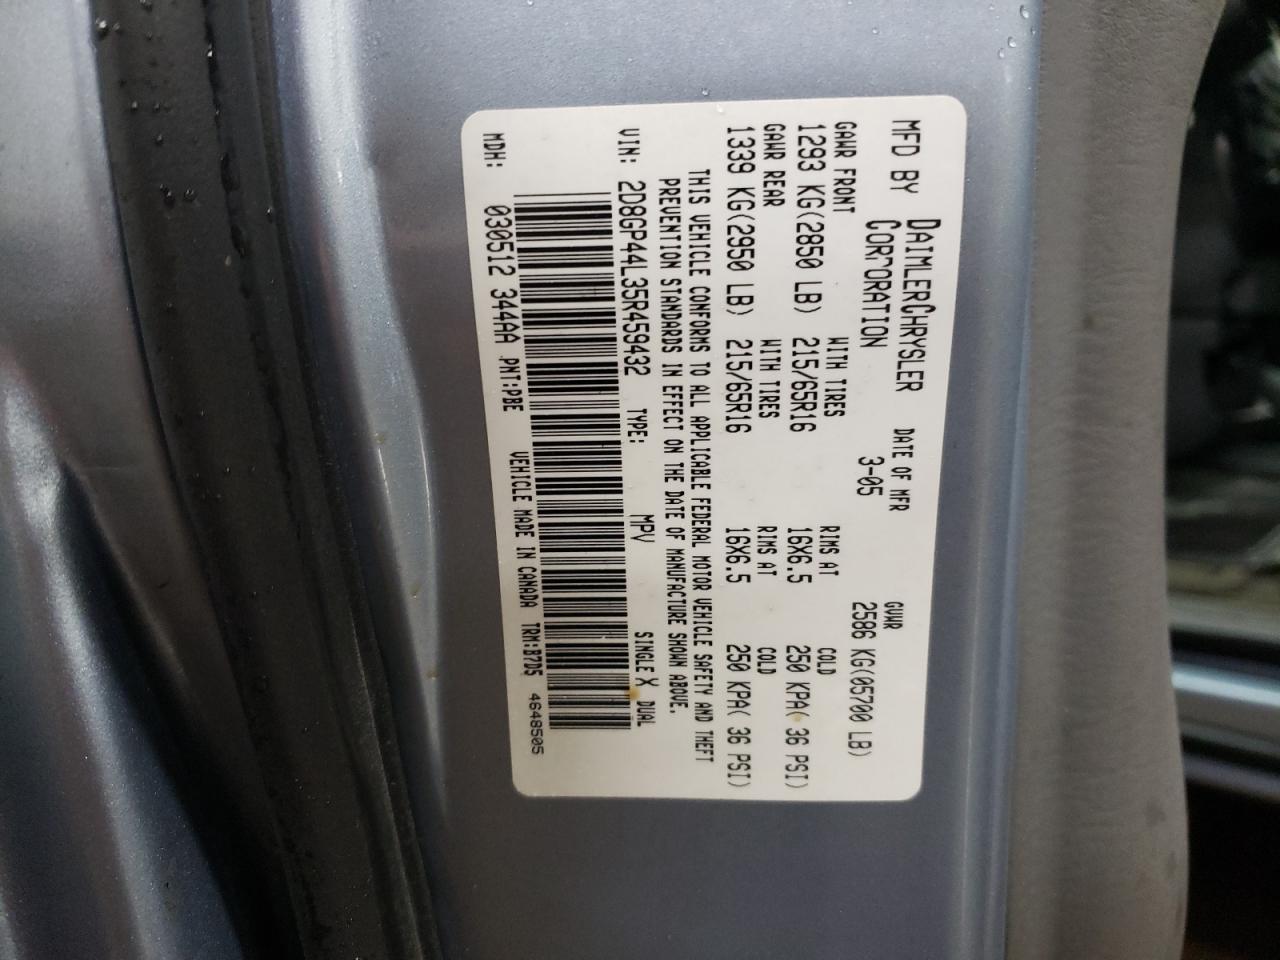 MFD BY DAIMLERCHRYSLER CORPORATION DATE OF MFR 3-05 GVWR 2586 KG(05700 LB)
GAWR FRONT WITH TIRES RIMS AT COLD
1293 KG(2850 LB) 215/65R16 16X6.5 250 KPA( 36 PSI)
GAWR REAR WITH TIRES RIMS AT COLD
1339 KG(2950 LB) 215/65R16 16X6.5 250 KPA( 36 PSI)
THIS VEHICLE CONFORMS TO ALL APPLICABLE FEDERAL MOTOR VEHICLE SAFETY AND THEFT
PREVENTION STANDARDS IN EFFECT ON THE DATE OF MANUFACTURE SHOWN ABOVE.
VIN: 2D8GP44L35R459432 TYPE: MPV SINGLE X DUAL
MDH: 030512 344AA PNT:PBE VEHICLE MADE IN CANADA TRM:B7D5 4648505